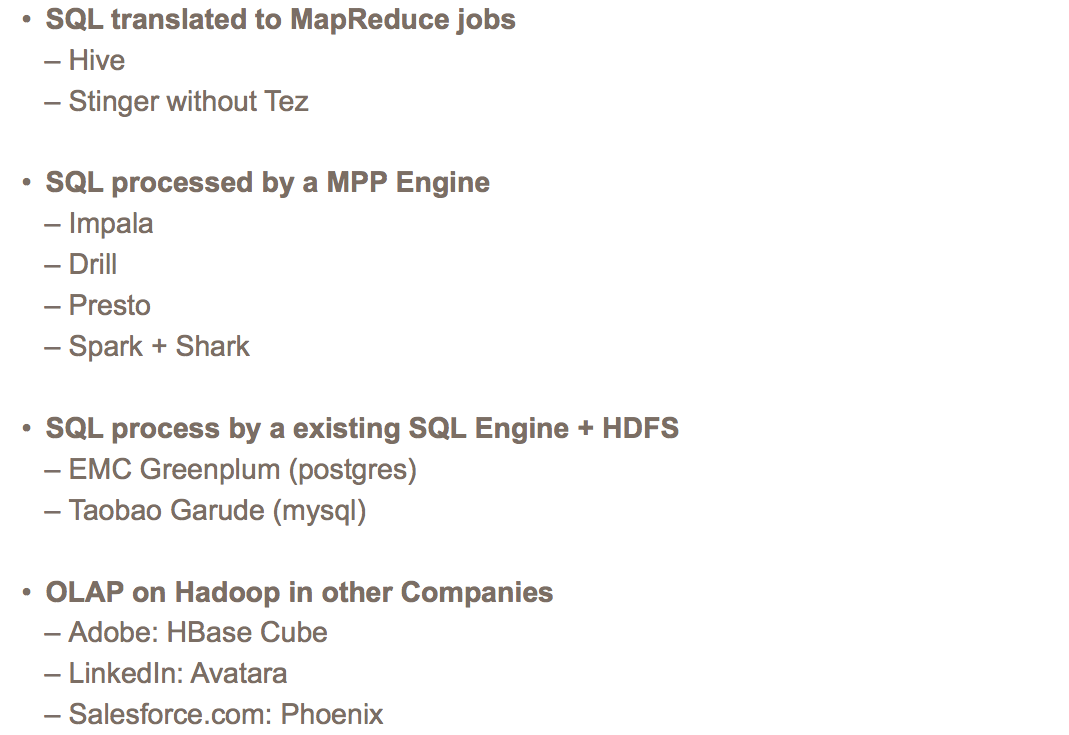 • SQL translated to MapReduce jobs
– Hive
– Stinger without Tez
• SQL processed by a MPP Engine
– Impala
– Drill
– Presto
– Spark + Shark
• SQL process by a existing SQL Engine + HDFS
– EMC Greenplum (postgres)
– Taobao Garude (mysql)
• OLAP on Hadoop in other Companies
– Adobe: HBase Cube
– LinkedIn: Avatara
– Salesforce.com: Phoenix